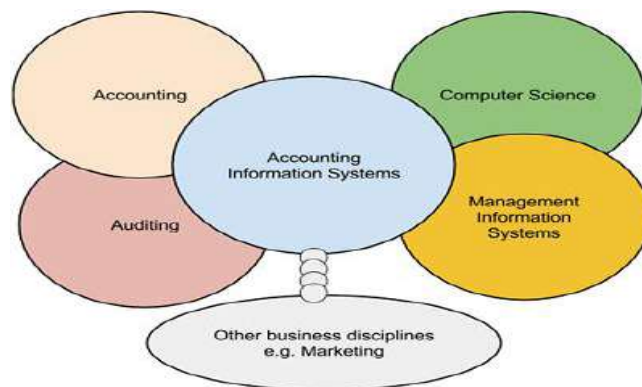 Accounting
Computer Science
Accounting
Information Systems
Auditing
Management
Information
Systems
Other business disciplines
e.g. Marketing